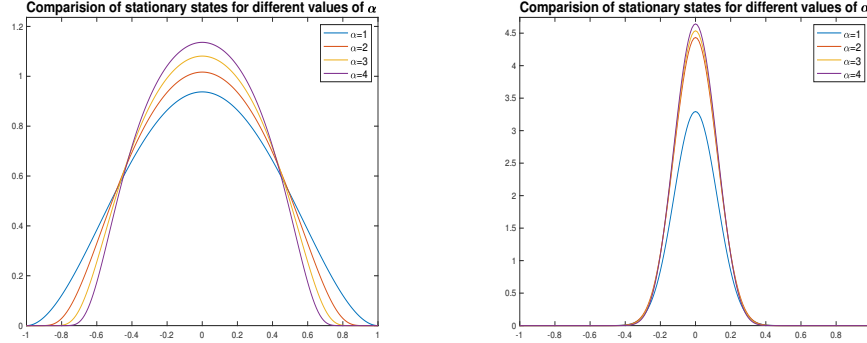 Comparision of stationary states for different values of α
1.2
1
0.8
0.6
0.4
0.2
0
-1 -0.8 -0.6 -0.4 -0.2 0 0.2 0.4 0.6 0.8 1
α=1
α=2
α=3
α=4
Comparision of stationary states for different values of α
4.5
4
3.5
3
2.5
2
1.5
1
0.5
0
-1 -0.8 -0.6 -0.4 -0.2 0 0.2 0.4 0.6 0.8
α=1
α=2
α=3
α=4